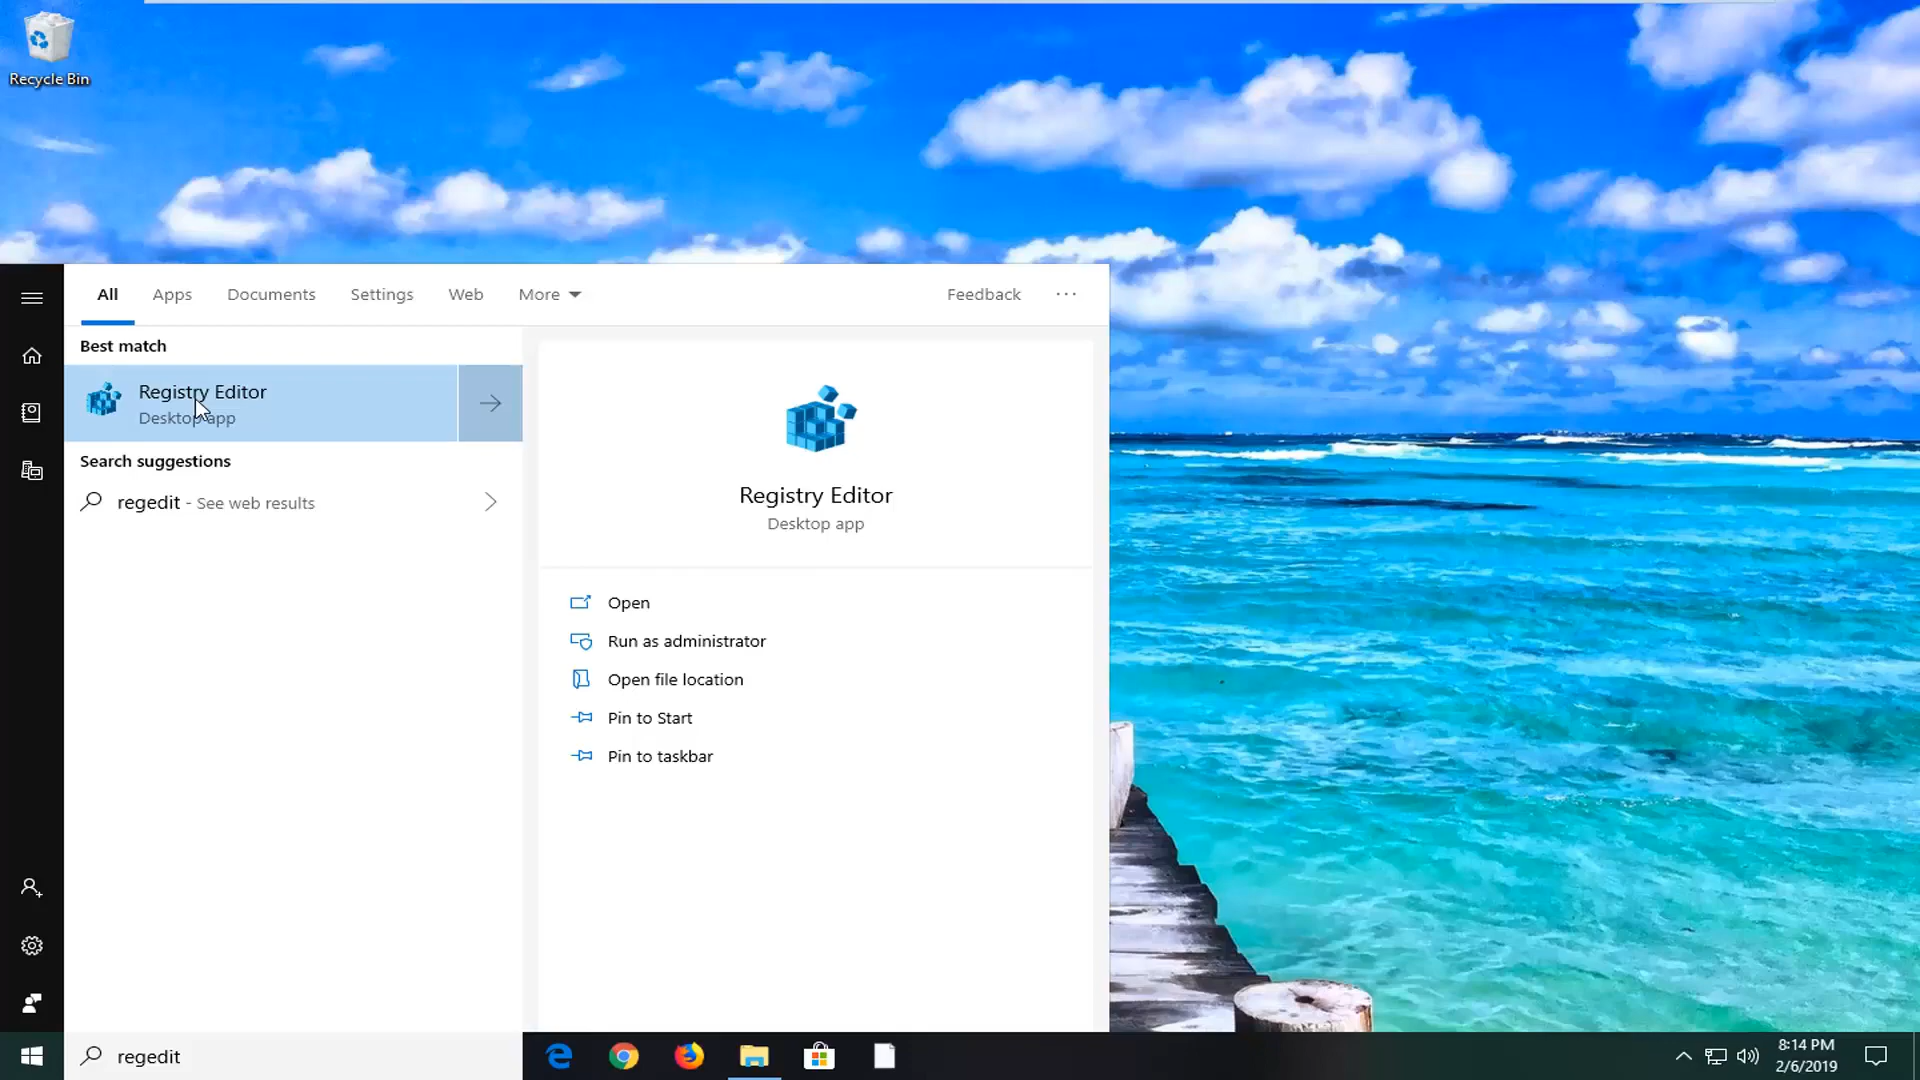 Recycle Bin
All
Apps
Documents
Settings
Web
More
Feedback
Best match
Registry Editor
Desktop app
Search suggestions
regedit - See web results
Registry Editor
Desktop app
Open
Run as administrator
Open file location
Pin to Start
Pin to taskbar
regedit
8:14 PM
2/6/2019